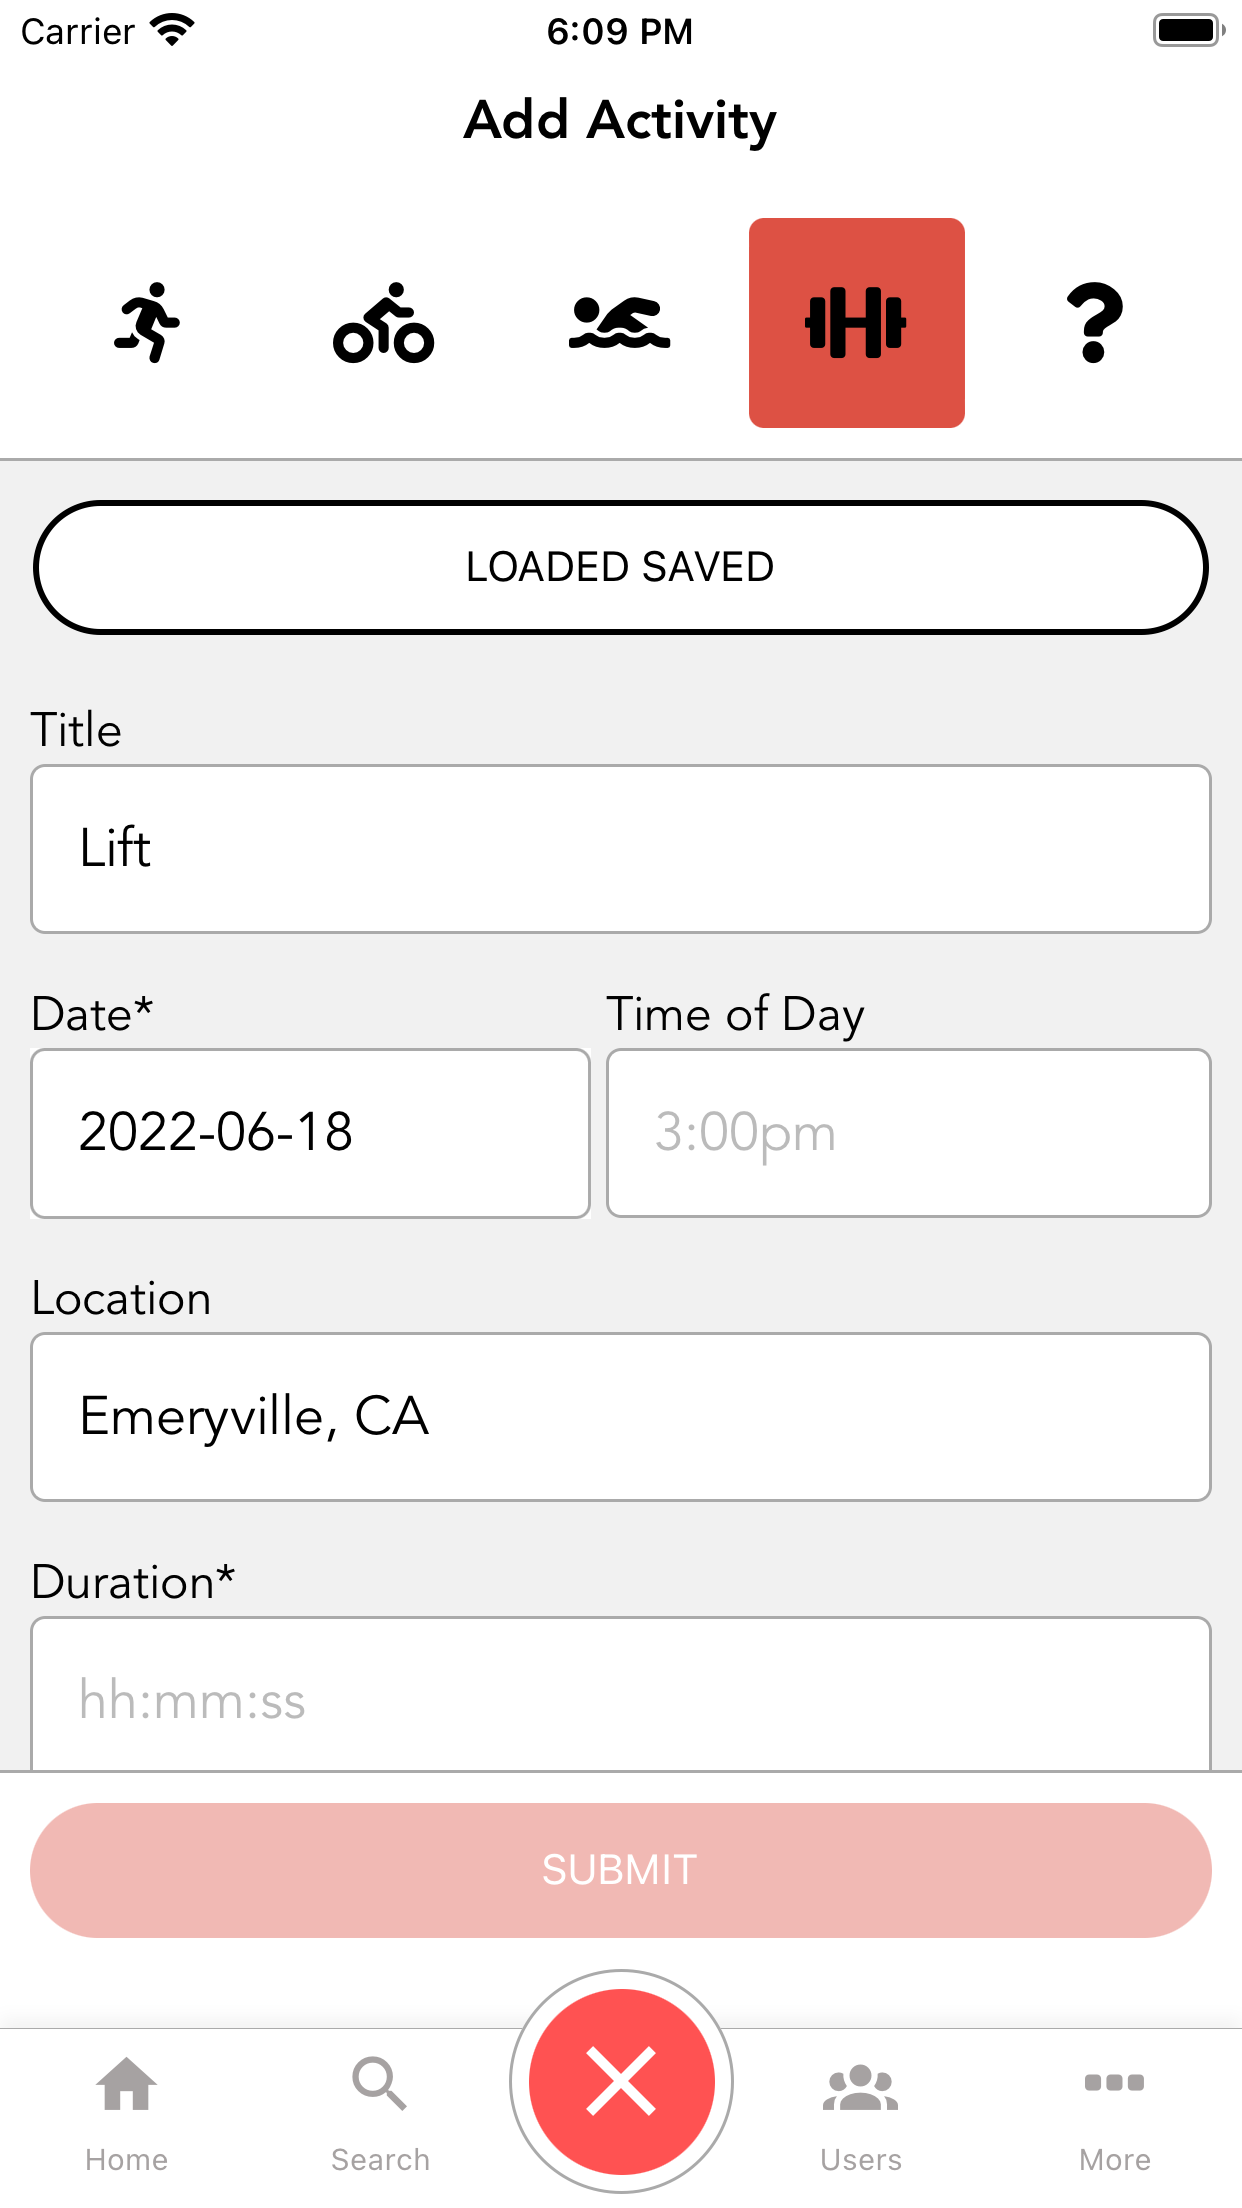 Carrier 6:09 PM
Add Activity
LOADED SAVED
Title
Lift
Date* Time of Day
2022-06-18 3:00pm
Location
Emeryville, CA
Duration*
hh:mm:ss
SUBMIT
Home Search Users More